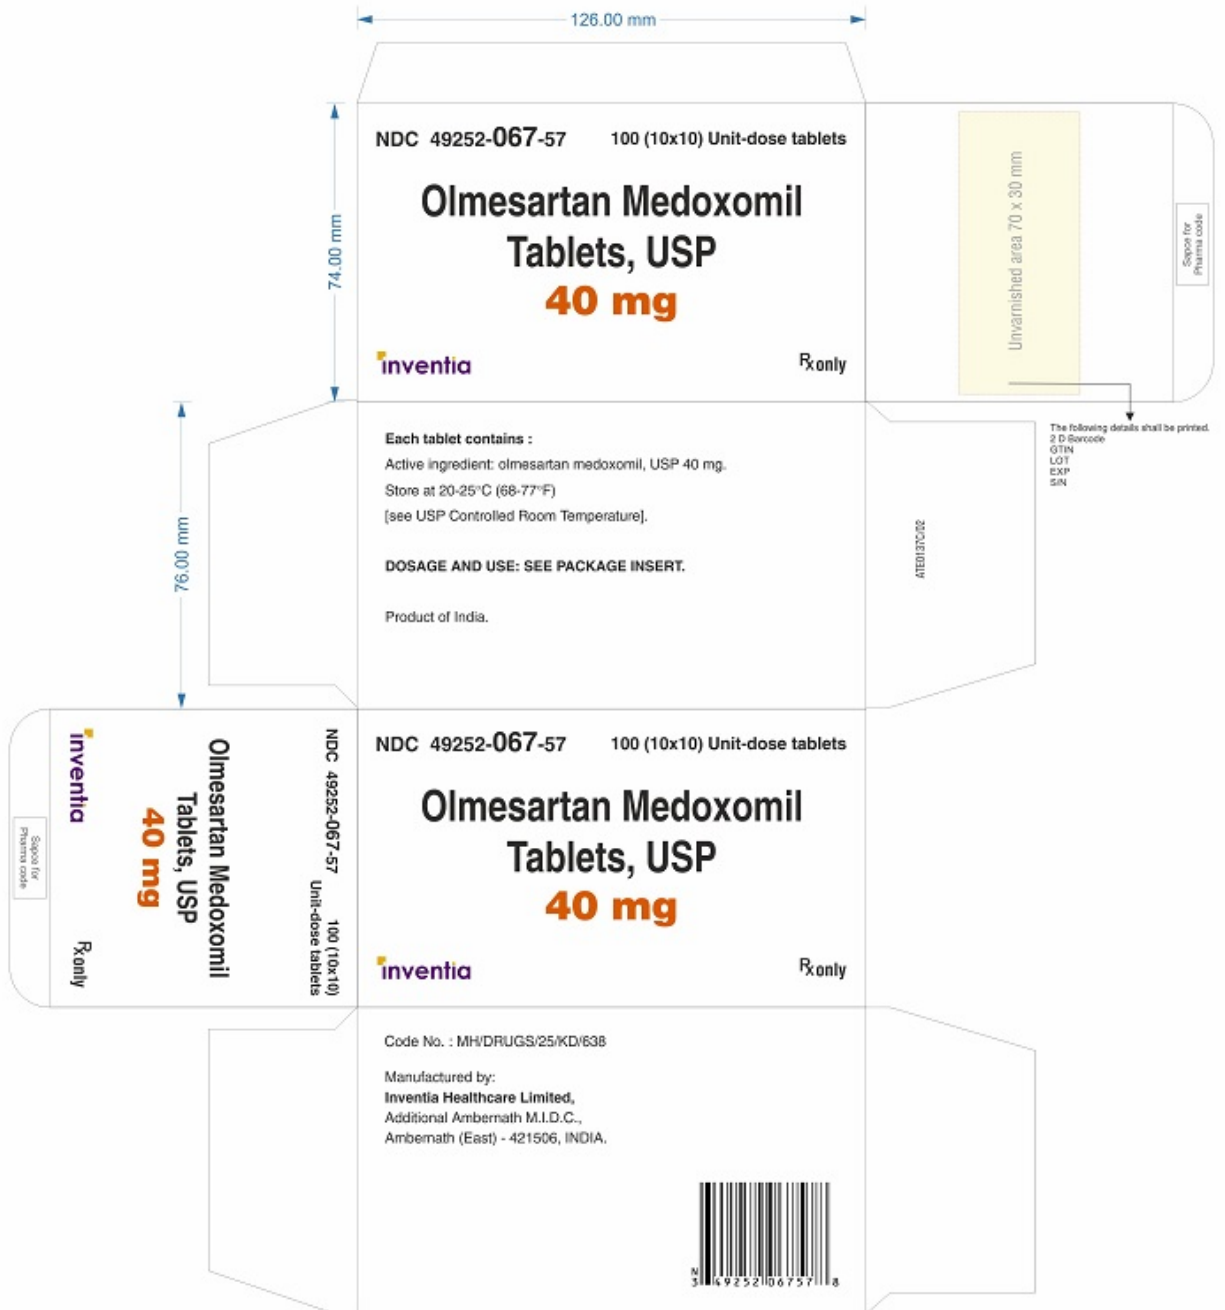 126.00 mm
74.00 mm
NDC 49252-067-57 100 (10x10) Unit-dose tablets
Olmesartan Medoxomil
Tablets, USP
40 mg
inventia
Rx only
Unvarnished area 70 x 30 mm
Sapce for
Pharma code
The following details shall be printed.
2 D Barcode
GTIN
LOT
EXP
S/N
76.00 mm
Each tablet contains :
Active ingredient: olmesartan medoxomil, USP 40 mg.
Store at 20-25°C (68-77°F)
[see USP Controlled Room Temperature].
DOSAGE AND USE: SEE PACKAGE INSERT.
Product of India.
NDC 49252-067-57 100 (10x10)
Unit-dose tablets
Olmesartan Medoxomil
Tablets, USP
40 mg
inventia
Rx only
Sapce for
Pharma code
NDC 49252-067-57 100 (10x10) Unit-dose tablets
Olmesartan Medoxomil
Tablets, USP
40 mg
inventia
Rx only
Code No. : MH/DRUGS/25/KD/638
Manufactured by:
Inventia Healthcare Limited,
Additional Ambernath M.I.D.C.,
Ambernath (East) - 421506, INDIA.
N
3 49252 06757 8